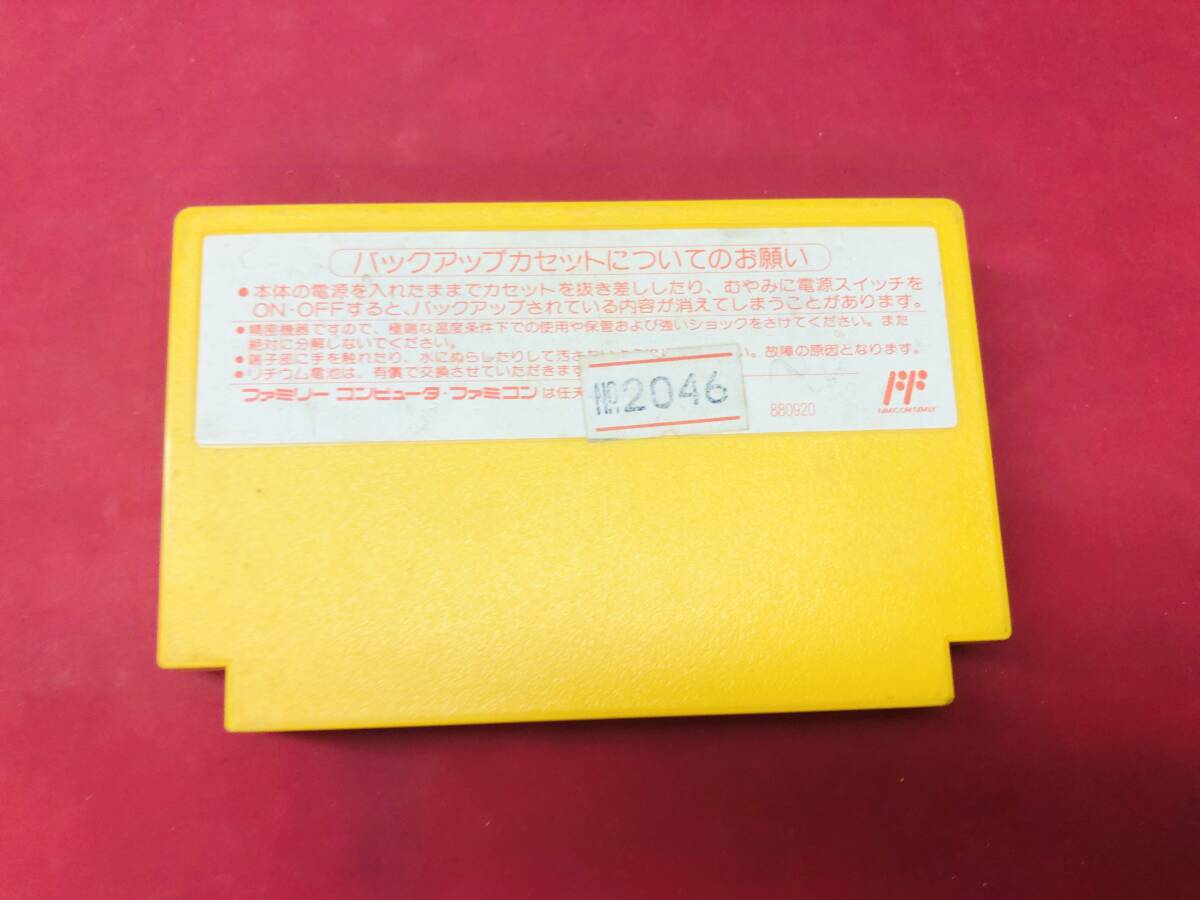 バックアップカセットについてのお願い
●本体の電源を入れたままでカセットを抜き差ししたり、むやみに電源スイッチを
ON・OFFすると、バックアップされている内容が消えてしまうことがあります。
●精密機器ですので、極端な温度条件下での使用や保管および強いショックをさけてください。また
絶対に分解しないでください。
●端子部に手を触れたり、水にぬらしたりして汚さ い。故障の原因となります。
●リチウム電池は、有償で交換させていただきます
ファミリーコンピュータ・ファミコンは任天
№2046
880920
FAMICOM FAMILY